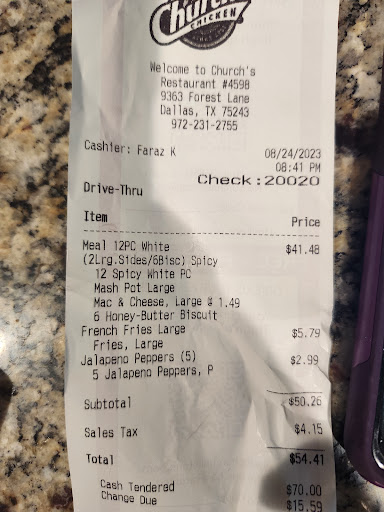 Church's
CHICKEN
Welcome to Church's
Restaurant #4598
9363 Forest Lane
Dallas, TX 75243
972-231-2755
Cashier: Faraz K
08/24/2023
08:41 PM
Check:20020
Drive-Thru
Item Price
Meal 12PC White $41.48
(2Lrg.Sides/6Bisc) Spicy
12 Spicy White PC
Mash Pot Large
Mac & Cheese, Large @ 1.49
6 Honey-Butter Biscuit
French Fries Large $5.79
Fries, Large
Jalapeno Peppers (5) $2.99
5 Jalapeno Peppers, P
Subtotal $50.26
Sales Tax $4.15
Total $54.41
Cash Tendered $70.00
Change Due $15.59